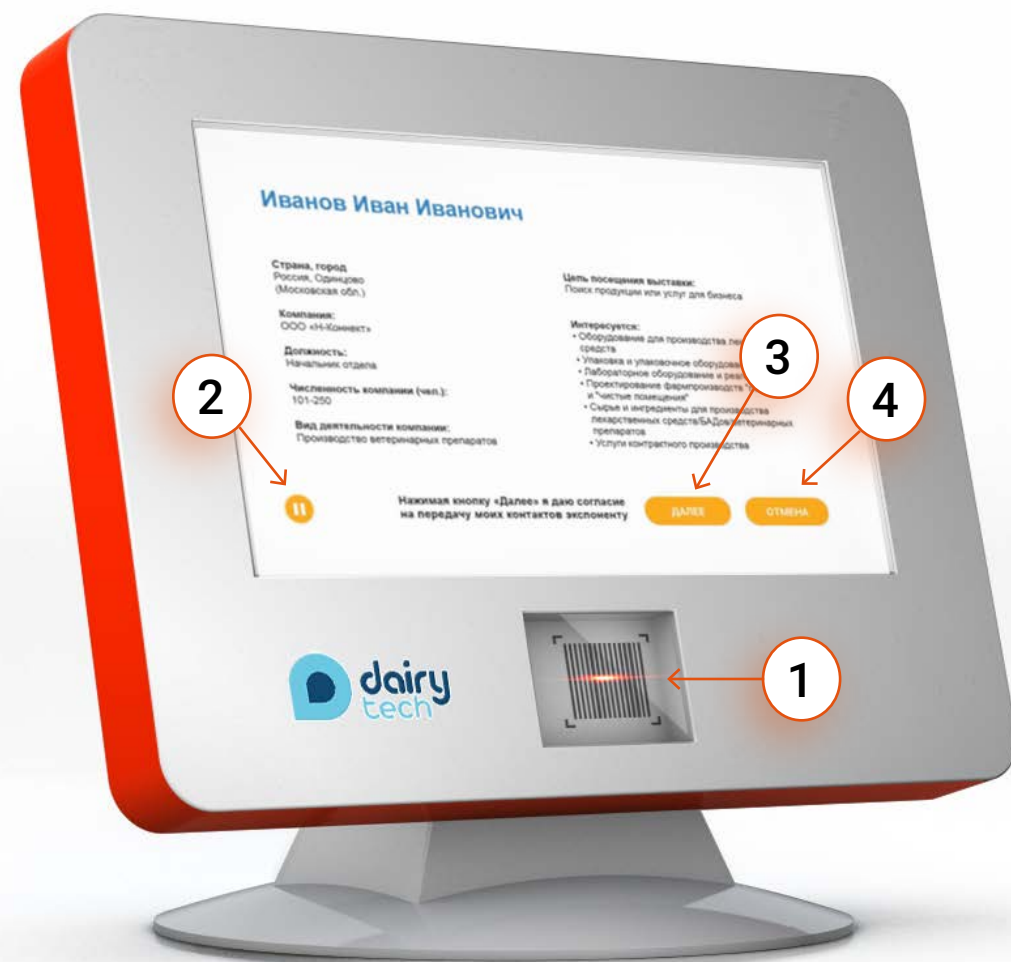 Иванов Иван Иванович
Страна, город
Россия, Одинцово
(Московская обл.)
Компания:
ООО «Н-Коннект»
Должность:
Начальник отдела
Численность компании (чел.):
101-250
Вид деятельности компании:
Производство ветеринарных препаратов
Цель посещения выставки:
Поиск продукции или услуг для бизнеса
Интересуется:
• Оборудование для производства
средств
• Упаковка и упаковочное
• Лабораторное оборудование и
• Проектирование фармпроизводств
и "чистые помещения"
• Сырье и ингредиенты для производства
лекарственных средств/БАДов/ветеринарных
препаратов
• Услуги контрактного производства
Нажимая кнопку «Далее» я даю согласие
на передачу моих контактов экспоненту
ДАЛЕЕ
ОТМЕНА
2
3
4
1
dairy
tech